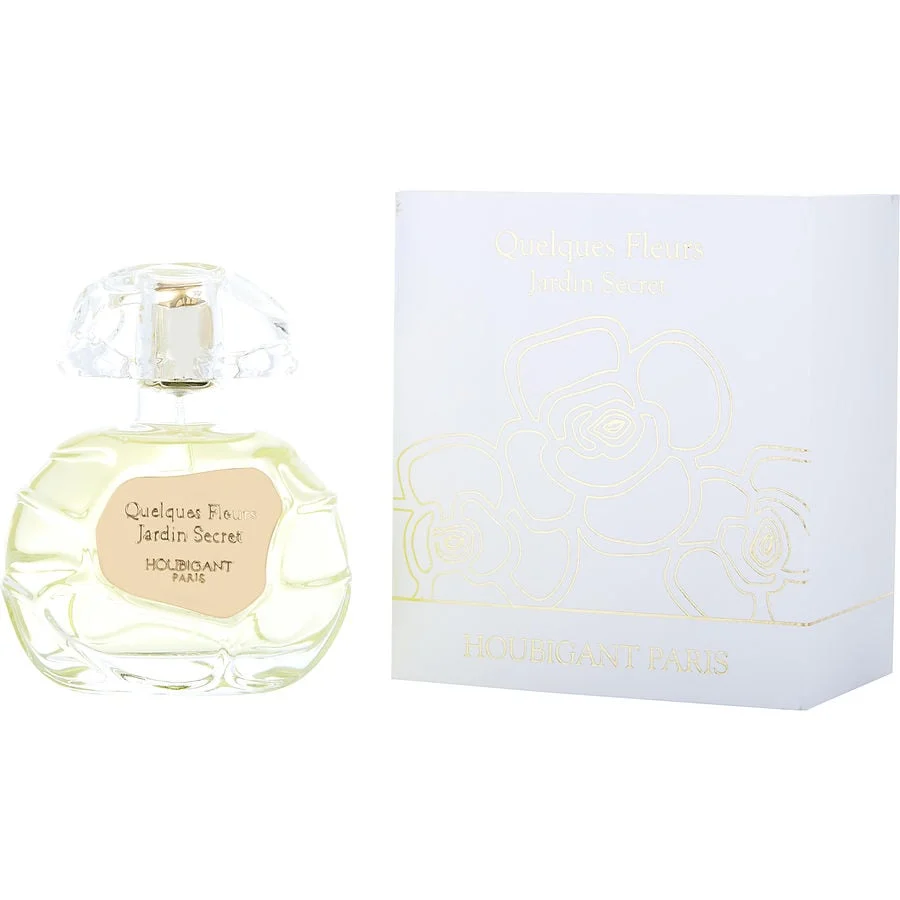 Quelques Fleurs
Jardin Secret
HOUBIGANT
PARIS
Quelques Fleurs
Jardin Secret
HOUBIGANT PARIS